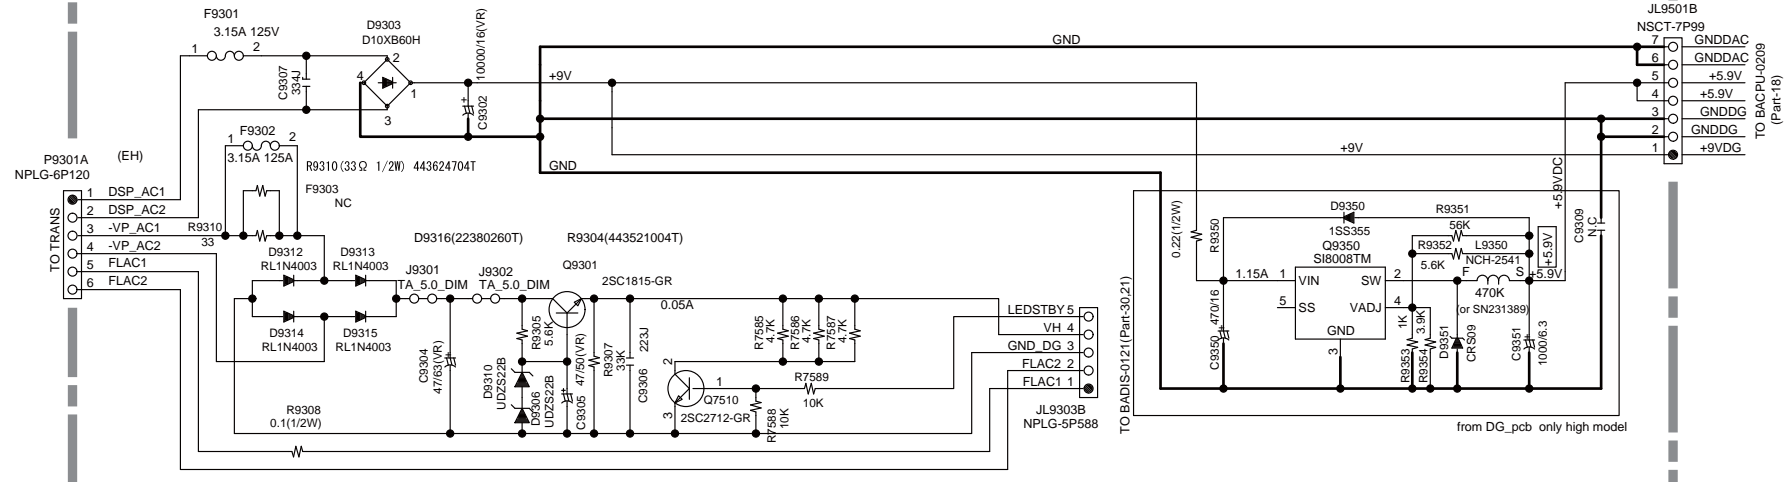 F9301
3.15A 125V
1
2
D9303
D10XB60H
C9307
334J
4
2
1
3
10000/16(VR)
+
C9302
+9V
GND
JL9501B
NSCT-7P99
7 GNDDAC
6 GNDDAC
5 +5.9V
4 +5.9V
3 GNDDG
2 GNDDG
1 +9VDG
TO BACPU-0209
(Part-18)
+9V
GND
F9302
1
2
3.15A 125A
R9310(33Ω 1/2W) 443624704T
F9303
NC
P9301A
(EH)
NPLG-6P120
TO TRANS
1 DSP_AC1
2 DSP_AC2
3 -VP_AC1
4 -VP_AC2
5 FLAC1
6 FLAC2
R9310
33
D9312
RL1N4003
D9313
RL1N4003
D9314
RL1N4003
D9315
RL1N4003
D9316(22380260T)
R9304(443521004T)
J9301
TA_5.0_DIM
J9302
TA_5.0_DIM
Q9301
2SC1815-GR
0.05A
C9304
47/63(VR)
+
R9305
5.6K
D9310
UDZS22B
D9306
UDZS22B
C9305
47/50(VR)
+
R9307
33K
C9306
223J
R7585
4.7K
R7586
4.7K
R7587
4.7K
2
1
3
Q7510
2SC2712-GR
R7588
10K
R7589
10K
R9308
0.1(1/2W)
LEDSTBY 5
VH 4
GND_DG 3
FLAC2 2
FLAC1 1
JL9303B
NPLG-5P588
TO BADIS-0121(Part-30,21)
0.22(1/2W)
R9350
D9350
1SS355
Q9350
SI8008TM
1.15A
1 VIN
SW 2
5 SS
VADJ 4
GND
3
C9350
470/16
+
R9351
56K
R9352
5.6K
L9350
NCH-2541
F
S
470K
(or SN231389)
+5.9V
+5.9V
+5.9VDC
C9309
N.C
1K
R9353
3.9K
R9354
D9351
CRS09
C9351
1000/6.3
+
from DG_pcb only high model